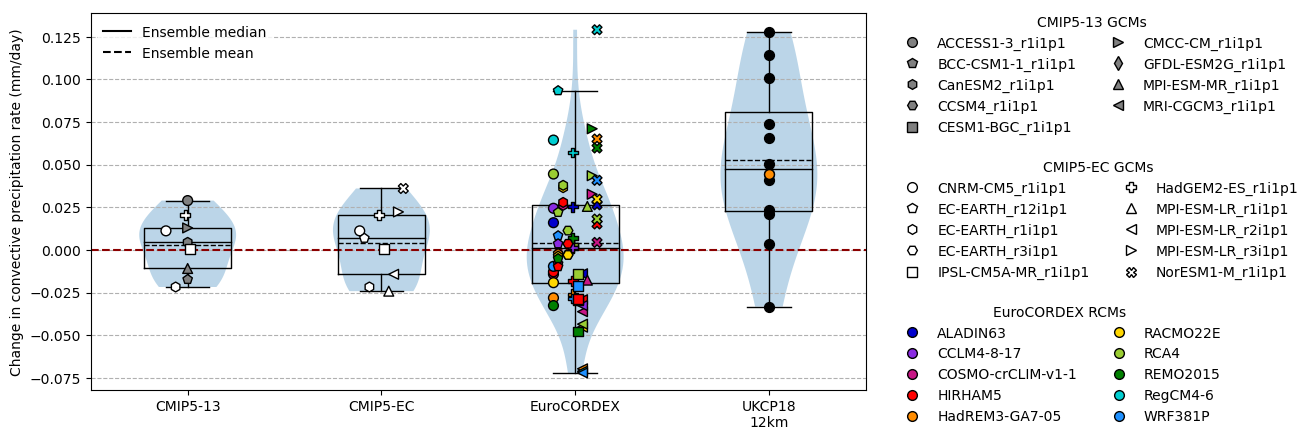 Change in convective precipitation rate (mm/day)
0.125
0.100
0.075
0.050
0.025
0.000
−0.025
−0.050
−0.075
Ensemble median
Ensemble mean
CMIP5-13
CMIP5-EC
EuroCORDEX
UKCP18
12km
CMIP5-13 GCMs
ACCESS1-3_r1i1p1
BCC-CSM1-1_r1i1p1
CanESM2_r1i1p1
CCSM4_r1i1p1
CESM1-BGC_r1i1p1
CMCC-CM_r1i1p1
GFDL-ESM2G_r1i1p1
MPI-ESM-MR_r1i1p1
MRI-CGCM3_r1i1p1
CMIP5-EC GCMs
CNRM-CM5_r1i1p1
EC-EARTH_r12i1p1
EC-EARTH_r1i1p1
EC-EARTH_r3i1p1
IPSL-CM5A-MR_r1i1p1
HadGEM2-ES_r1i1p1
MPI-ESM-LR_r1i1p1
MPI-ESM-LR_r2i1p1
MPI-ESM-LR_r3i1p1
NorESM1-M_r1i1p1
EuroCORDEX RCMs
ALADIN63
CCLM4-8-17
COSMO-crCLIM-v1-1
HIRHAM5
HadREM3-GA7-05
RACMO22E
RCA4
REMO2015
RegCM4-6
WRF381P